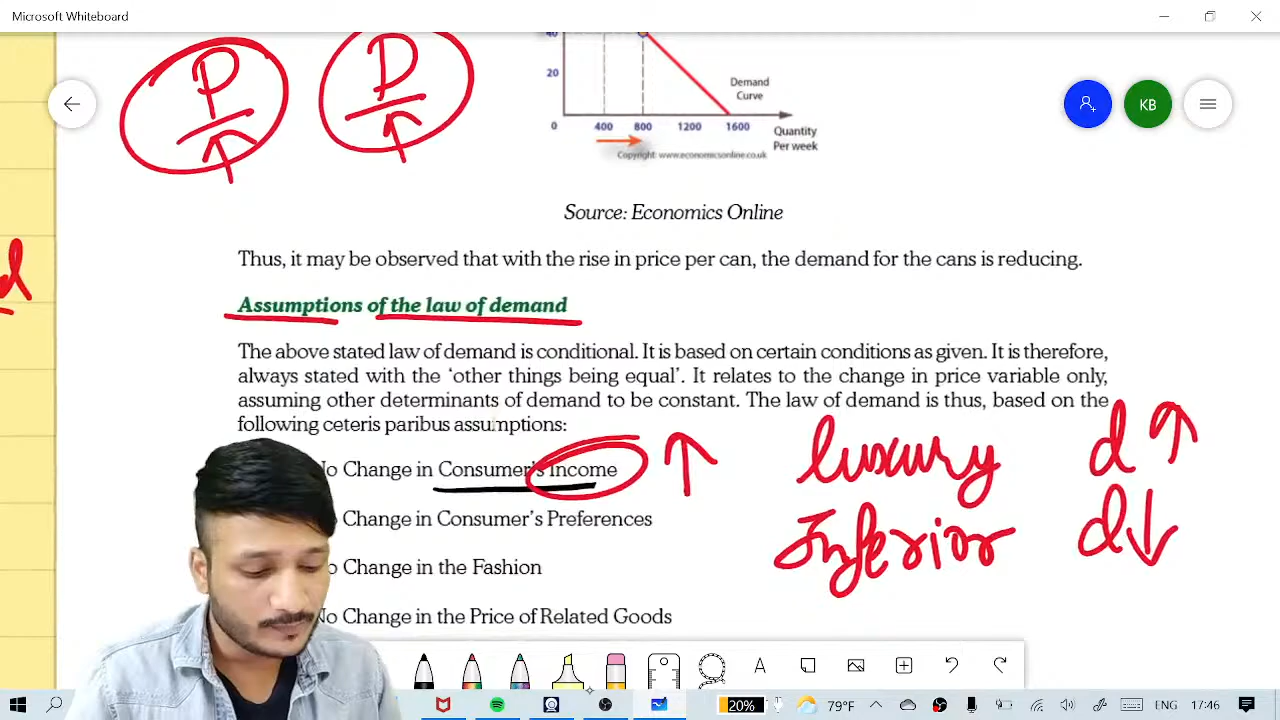 Microsoft Whiteboard
P
P
40
20
Demand
Curve
0 400 800 1200 1600
Quantity
Per week
Copyright: www.economicsonline.co.uk
KB
Source: Economics Online
d
Thus, it may be observed that with the rise in price per can, the demand for the cans is reducing.
Assumptions of the law of demand
The above stated law of demand is conditional. It is based on certain conditions as given. It is therefore,
always stated with the ‘other things being equal’. It relates to the change in price variable only,
assuming other determinants of demand to be constant. The law of demand is thus, based on the
following ceteris paribus assumptions:
No Change in Consumer's Income ↑
luxury d ↑
Change in Consumer’s Preferences
Inferior d ↓
Change in the Fashion
No Change in the Price of Related Goods
A
20% 79°F ENG 1:46